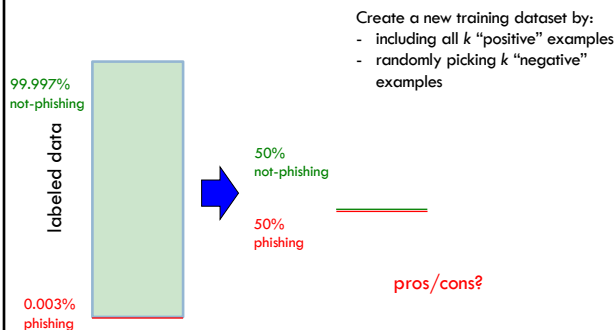 Create a new training dataset by:
- including all k “positive” examples
- randomly picking k “negative”
examples
99.997%
not-phishing
labeled data
50%
not-phishing
50%
phishing
pros/cons?
0.003%
phishing